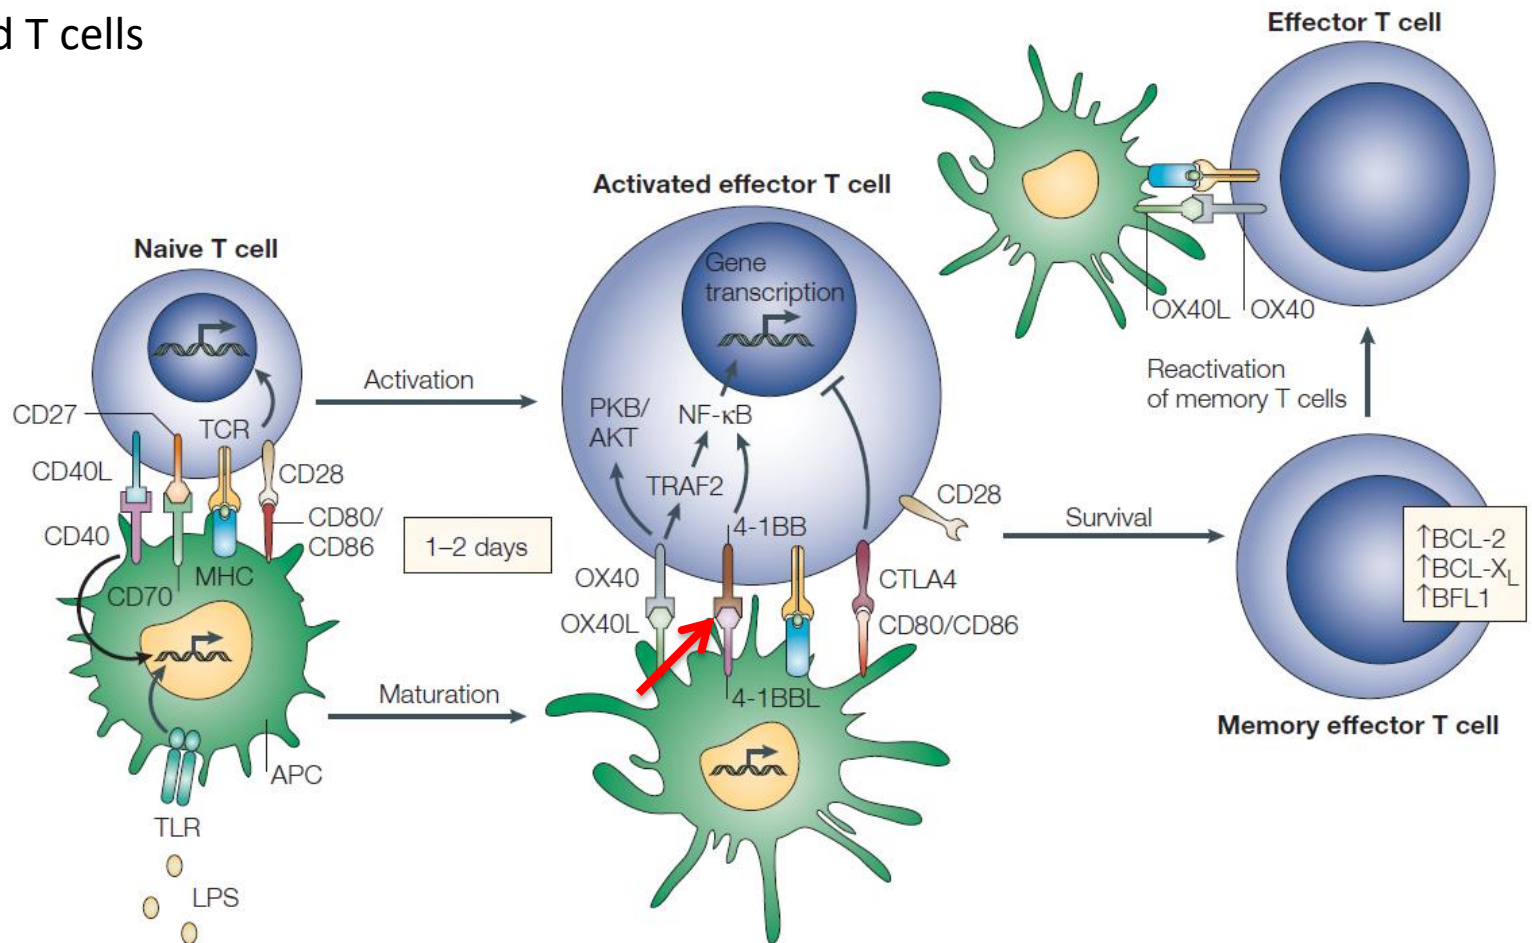 d T cells
Effector T cell
Activated effector T cell
Naive T cell
Gene
transcription
OX40L
OX40
Activation
Reactivation
of memory T cells
PKB/
AKT
NF-κB
CD27
TCR
CD40L
CD28
TRAF2
CD28
CD40
CD80/
CD86
1–2 days
4-1BB
Survival
↑BCL-2
↑BCL-XL
↑BFL1
MHC
CD70
OX40
CTLA4
OX40L
CD80/CD86
Maturation
4-1BBL
Memory effector T cell
APC
TLR
LPS